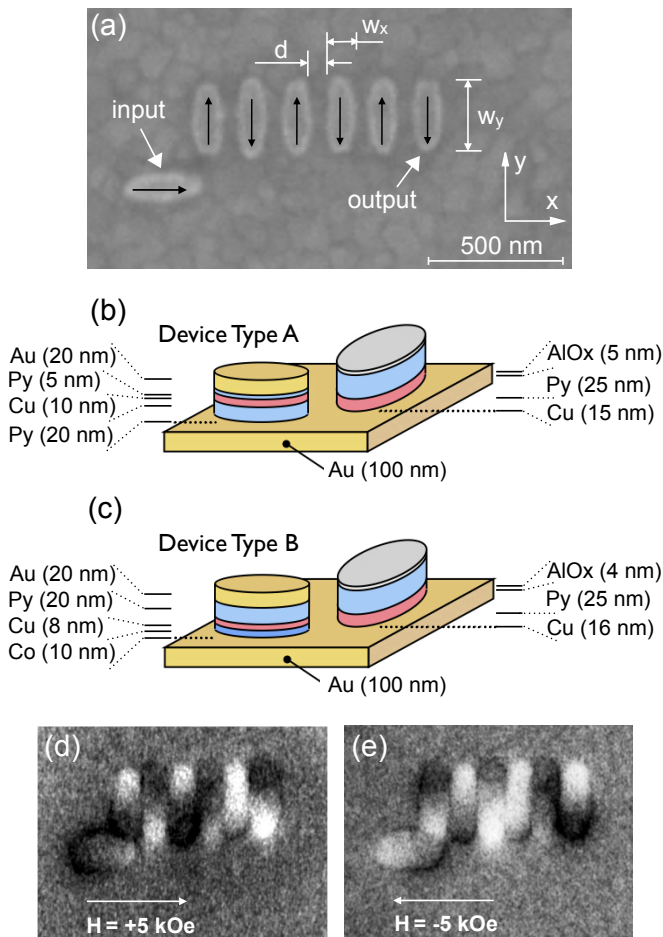 (a)
d
w_x
input
w_y
output
y
x
500 nm
(b)
Device Type A
Au (20 nm)
Py (5 nm)
Cu (10 nm)
Py (20 nm)
AlOx (5 nm)
Py (25 nm)
Cu (15 nm)
Au (100 nm)
(c)
Device Type B
Au (20 nm)
Py (20 nm)
Cu (8 nm)
Co (10 nm)
AlOx (4 nm)
Py (25 nm)
Cu (16 nm)
Au (100 nm)
(d)
H = +5 kOe
(e)
H = -5 kOe